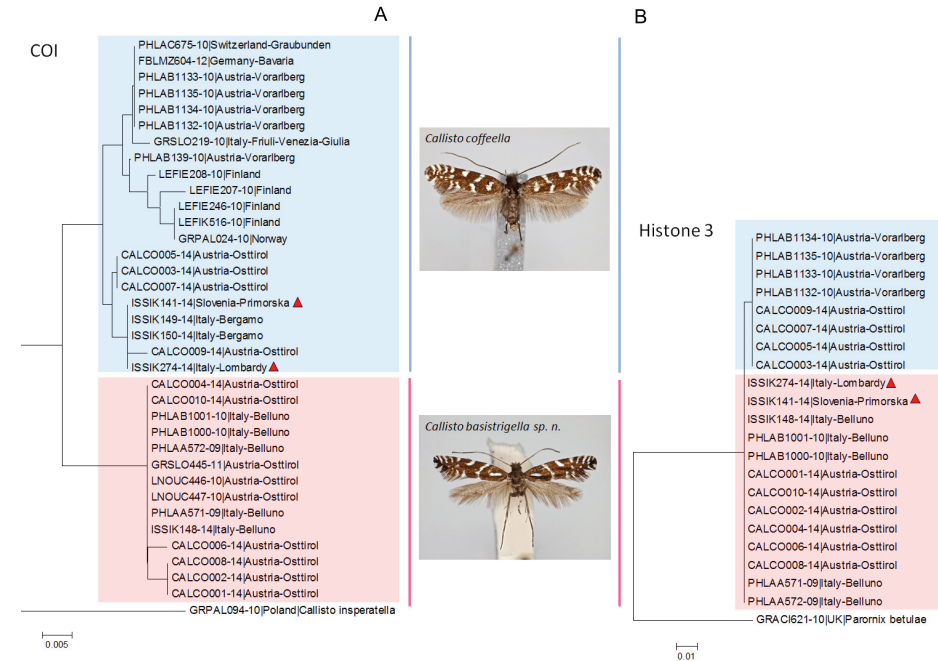 A
B
COI
PHLAC675-10|Switzerland-Graubunden
FBLMZ604-12|Germany-Bavaria
PHLAB1133-10|Austria-Vorarlberg
PHLAB1135-10|Austria-Vorarlberg
PHLAB1134-10|Austria-Vorarlberg
PHLAB1132-10|Austria-Vorarlberg
GRSLO219-10|Italy-Friuli-Venezia-Giulia
PHLAB139-10|Austria-Vorarlberg
LEFIE208-10|Finland
LEFIE207-10|Finland
LEFIE246-10|Finland
LEFIK516-10|Finland
GRPAL024-10|Norway
CALCO005-14|Austria-Osttirol
CALCO003-14|Austria-Osttirol
CALCO007-14|Austria-Osttirol
ISSIK141-14|Slovenia-Primorska
ISSIK149-14|Italy-Bergamo
ISSIK150-14|Italy-Bergamo
CALCO009-14|Austria-Osttirol
ISSIK274-14|Italy-Lombardy
CALCO004-14|Austria-Osttirol
CALCO010-14|Austria-Osttirol
PHLAB1001-10|Italy-Belluno
PHLAB1000-10|Italy-Belluno
PHLAA572-09|Italy-Belluno
GRSLO445-11|Austria-Osttirol
LNOUC446-10|Austria-Osttirol
LNOUC447-10|Austria-Osttirol
PHLAA571-09|Italy-Belluno
ISSIK148-14|Italy-Belluno
CALCO006-14|Austria-Osttirol
CALCO008-14|Austria-Osttirol
CALCO002-14|Austria-Osttirol
CALCO001-14|Austria-Osttirol
GRPAL094-10|Poland|Callisto insperatella
0.005
Callisto coffeella
Callisto basistrigella sp. n.
Histone 3
PHLAB1134-10|Austria-Vorarlberg
PHLAB1135-10|Austria-Vorarlberg
PHLAB1133-10|Austria-Vorarlberg
PHLAB1132-10|Austria-Vorarlberg
CALCO009-14|Austria-Osttirol
CALCO007-14|Austria-Osttirol
CALCO005-14|Austria-Osttirol
CALCO003-14|Austria-Osttirol
ISSIK274-14|Italy-Lombardy
ISSIK141-14|Slovenia-Primorska
ISSIK148-14|Italy-Belluno
PHLAB1001-10|Italy-Belluno
PHLAB1000-10|Italy-Belluno
CALCO001-14|Austria-Osttirol
CALCO010-14|Austria-Osttirol
CALCO002-14|Austria-Osttirol
CALCO004-14|Austria-Osttirol
CALCO006-14|Austria-Osttirol
CALCO008-14|Austria-Osttirol
PHLAA571-09|Italy-Belluno
PHLAA572-09|Italy-Belluno
GRACI621-10|UK|Parornix betulae
0.01